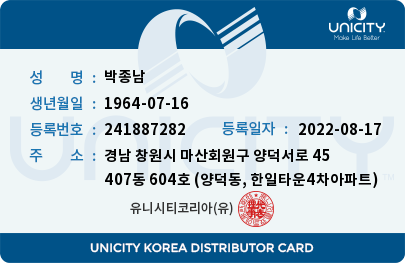 UNICITY
Make Life Better
성 명 : 박종남
생년월일 : 1964-07-16
등록번호 : 241887282 등록일자 : 2022-08-17
주 소 : 경남 창원시 마산회원구 양덕서로 45
407동 604호 (양덕동, 한일타운4차아파트)
유니시티코리아(유)
UNICITY
UNICITY KOREA DISTRIBUTOR CARD